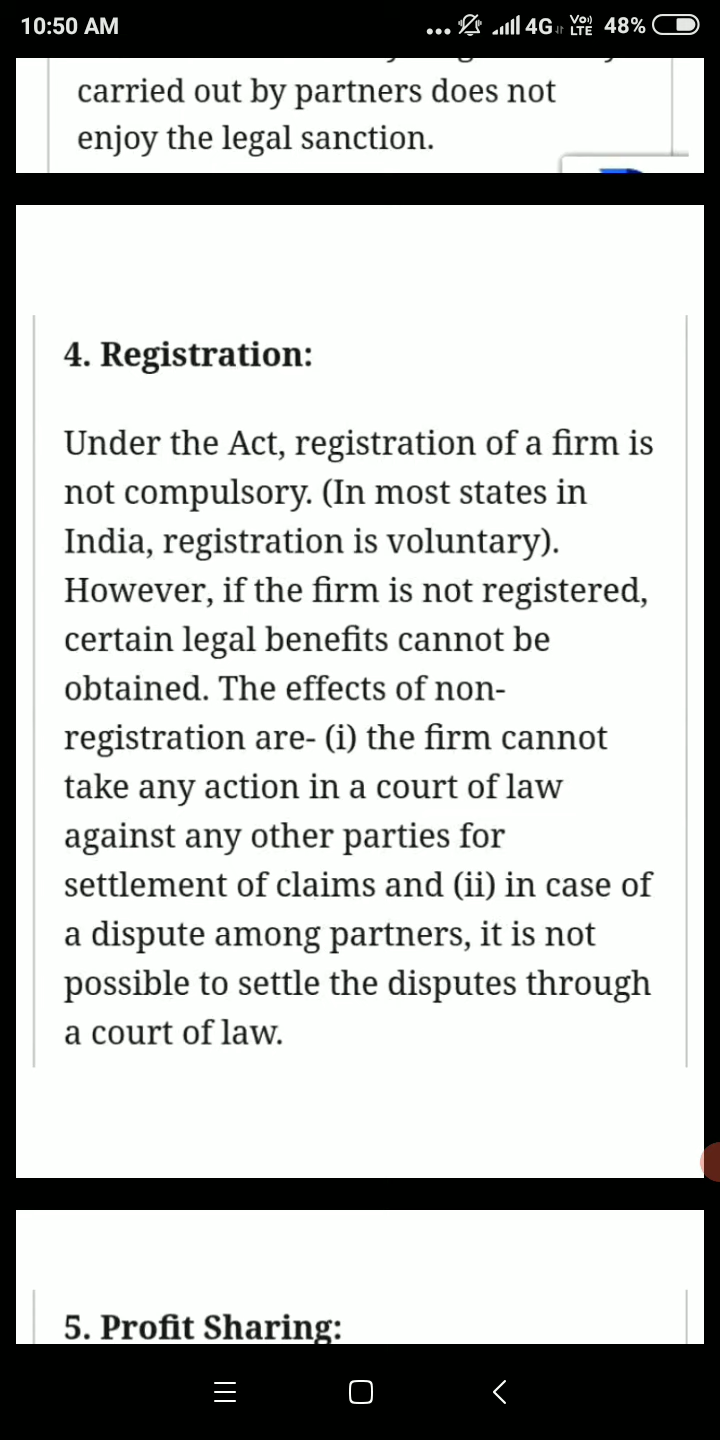 10:50 AM
... 4G Vo)) LTE 48%
carried out by partners does not
enjoy the legal sanction.
4. Registration:
Under the Act, registration of a firm is
not compulsory. (In most states in
India, registration is voluntary).
However, if the firm is not registered,
certain legal benefits cannot be
obtained. The effects of non-
registration are- (i) the firm cannot
take any action in a court of law
against any other parties for
settlement of claims and (ii) in case of
a dispute among partners, it is not
possible to settle the disputes through
a court of law.
5. Profit Sharing: